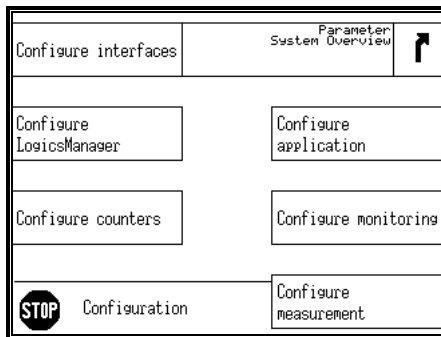 Configure interfaces
Parameter
System Overview
Configure
LogicsManager
Configure
application
Configure counters
Configure monitoring
STOP
Configuration
Configure
measurement